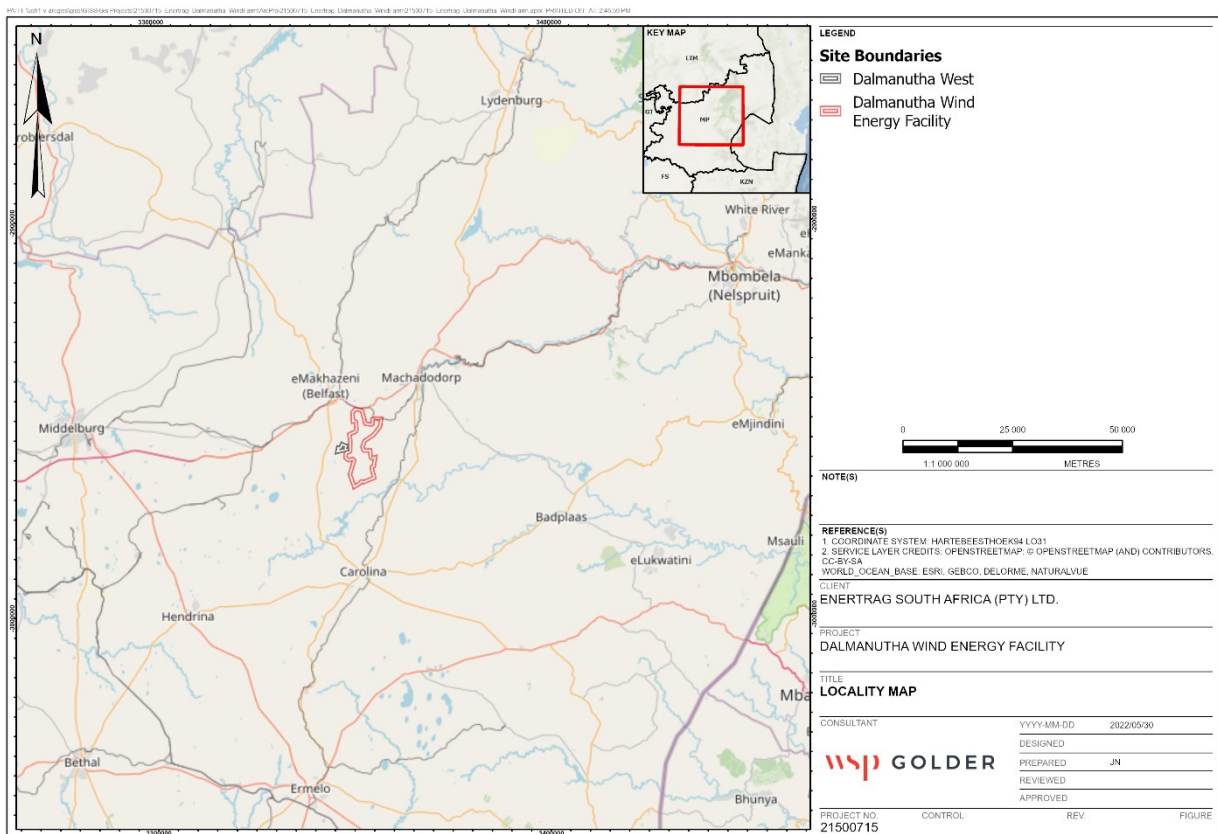 3300000
3400000
N
KEY MAP
LIM
GT
MP
FS
KZN
Lydenburg
White River
Mbombela
(Nelspruit)
eMakhazeni
(Belfast)
Machadodorp
Middelburg
eMjindini
Badplaas
Msauli
eLukwatini
Carolina
Hendrina
Mba
Bethal
Ermelo
Bhunya
LEGEND
Site Boundaries
Dalmanutha West
Dalmanutha Wind
Energy Facility
0 25 000 50 000
1:1 000 000 METRES
NOTE(S)
REFERENCE(S)
1. COORDINATE SYSTEM: HARTEBEESTHOEK94 LO31
2. SERVICE LAYER CREDITS: OPENSTREETMAP: © OPENSTREETMAP (AND) CONTRIBUTORS,
CC-BY-SA
WORLD_OCEAN_BASE: ESRI, GEBCO, DELORME, NATURALVUE
CLIENT
ENERTRAG SOUTH AFRICA (PTY) LTD.
PROJECT
DALMANUTHA WIND ENERGY FACILITY
TITLE
LOCALITY MAP
CONSULTANT
wsp GOLDER
YYYY-MM-DD 2022/05/30
DESIGNED
PREPARED JN
REVIEWED
APPROVED
PROJECT NO. CONTROL REV. FIGURE
21500715